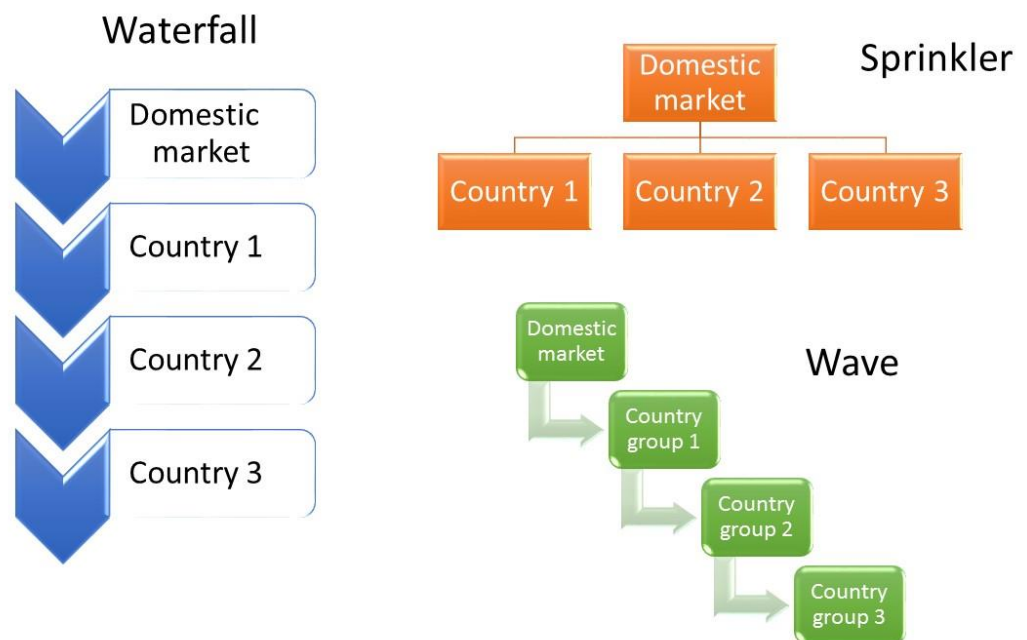 Waterfall
Domestic
market
Country 1
Country 2
Country 3
Sprinkler
Domestic
market
Country 1
Country 2
Country 3
Wave
Domestic
market
Country
group 1
Country
group 2
Country
group 3